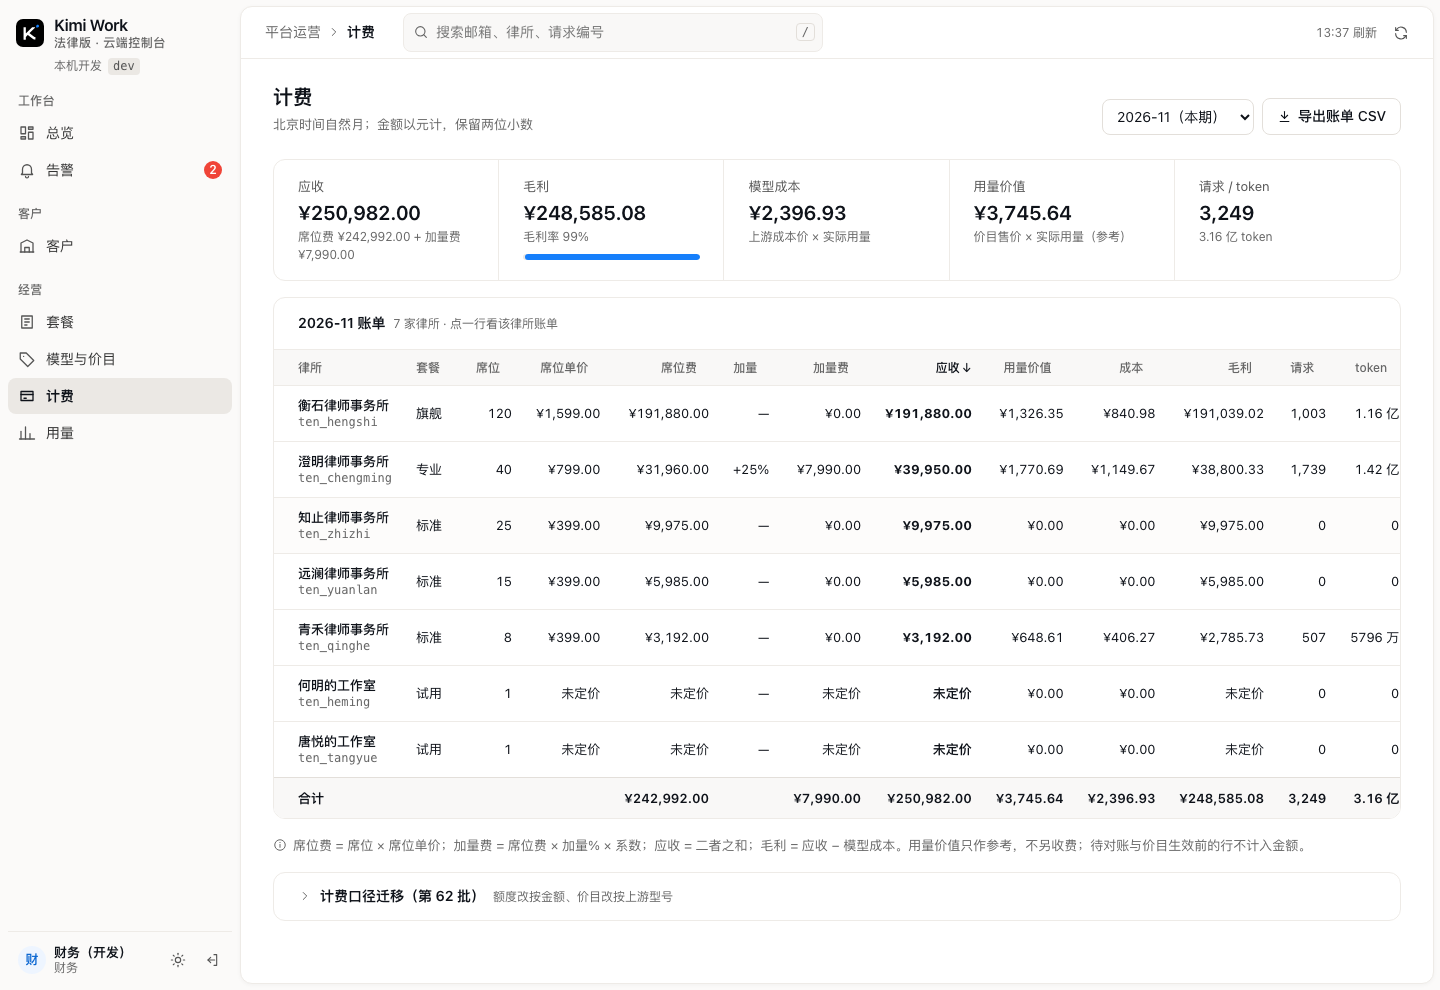 Kimi Work
法律版 · 云端控制台
本机开发 dev
工作台
总览
告警 2
客户
客户
经营
套餐
模型与价目
计费
用量
财 财务（开发）
财务
平台运营 > 计费
搜索邮箱、律所、请求编号 /
13:37 刷新
计费
北京时间自然月；金额以元计，保留两位小数
2026-11（本期）
导出账单 CSV
应收
¥250,982.00
席位费 ¥242,992.00 + 加量费
¥7,990.00
毛利
¥248,585.08
毛利率 99%
模型成本
¥2,396.93
上游成本价 × 实际用量
用量价值
¥3,745.64
价目售价 × 实际用量（参考）
请求 / token
3,249
3.16 亿 token
2026-11 账单 7 家律所 · 点一行看该律所账单
律所 套餐 席位 席位单价 席位费 加量 加量费 应收 ↓ 用量价值 成本 毛利 请求 token
衡石律师事务所 旗舰 120 ¥1,599.00 ¥191,880.00 — ¥0.00 ¥191,880.00 ¥1,326.35 ¥840.98 ¥191,039.02 1,003 1.16 亿
ten_hengshi
澄明律师事务所 专业 40 ¥799.00 ¥31,960.00 +25% ¥7,990.00 ¥39,950.00 ¥1,770.69 ¥1,149.67 ¥38,800.33 1,739 1.42 亿
ten_chengming
知止律师事务所 标准 25 ¥399.00 ¥9,975.00 — ¥0.00 ¥9,975.00 ¥0.00 ¥0.00 ¥9,975.00 0 0
ten_zhizhi
远澜律师事务所 标准 15 ¥399.00 ¥5,985.00 — ¥0.00 ¥5,985.00 ¥0.00 ¥0.00 ¥5,985.00 0 0
ten_yuanlan
青禾律师事务所 标准 8 ¥399.00 ¥3,192.00 — ¥0.00 ¥3,192.00 ¥648.61 ¥406.27 ¥2,785.73 507 5796 万
ten_qinghe
何明的工作室 试用 1 未定价 未定价 — 未定价 未定价 ¥0.00 ¥0.00 未定价 0 0
ten_heming
唐悦的工作室 试用 1 未定价 未定价 — 未定价 未定价 ¥0.00 ¥0.00 未定价 0 0
ten_tangyue
合计 ¥242,992.00 ¥7,990.00 ¥250,982.00 ¥3,745.64 ¥2,396.93 ¥248,585.08 3,249 3.16 亿
席位费 = 席位 × 席位单价；加量费 = 席位费 × 加量% × 系数；应收 = 二者之和；毛利 = 应收 − 模型成本。用量价值只作参考，不另收费；待对账与价目生效前的行不计入金额。
计费口径迁移（第 62 批） 额度改按金额、价目改按上游型号